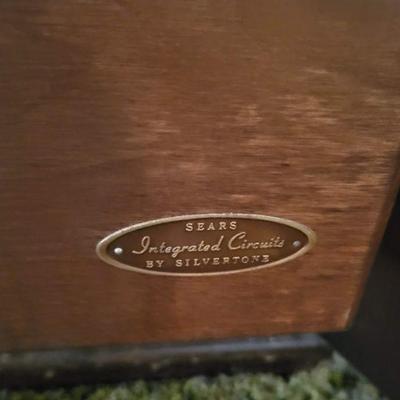 SEARS
Integrated Circuits
BY SILVERTONE